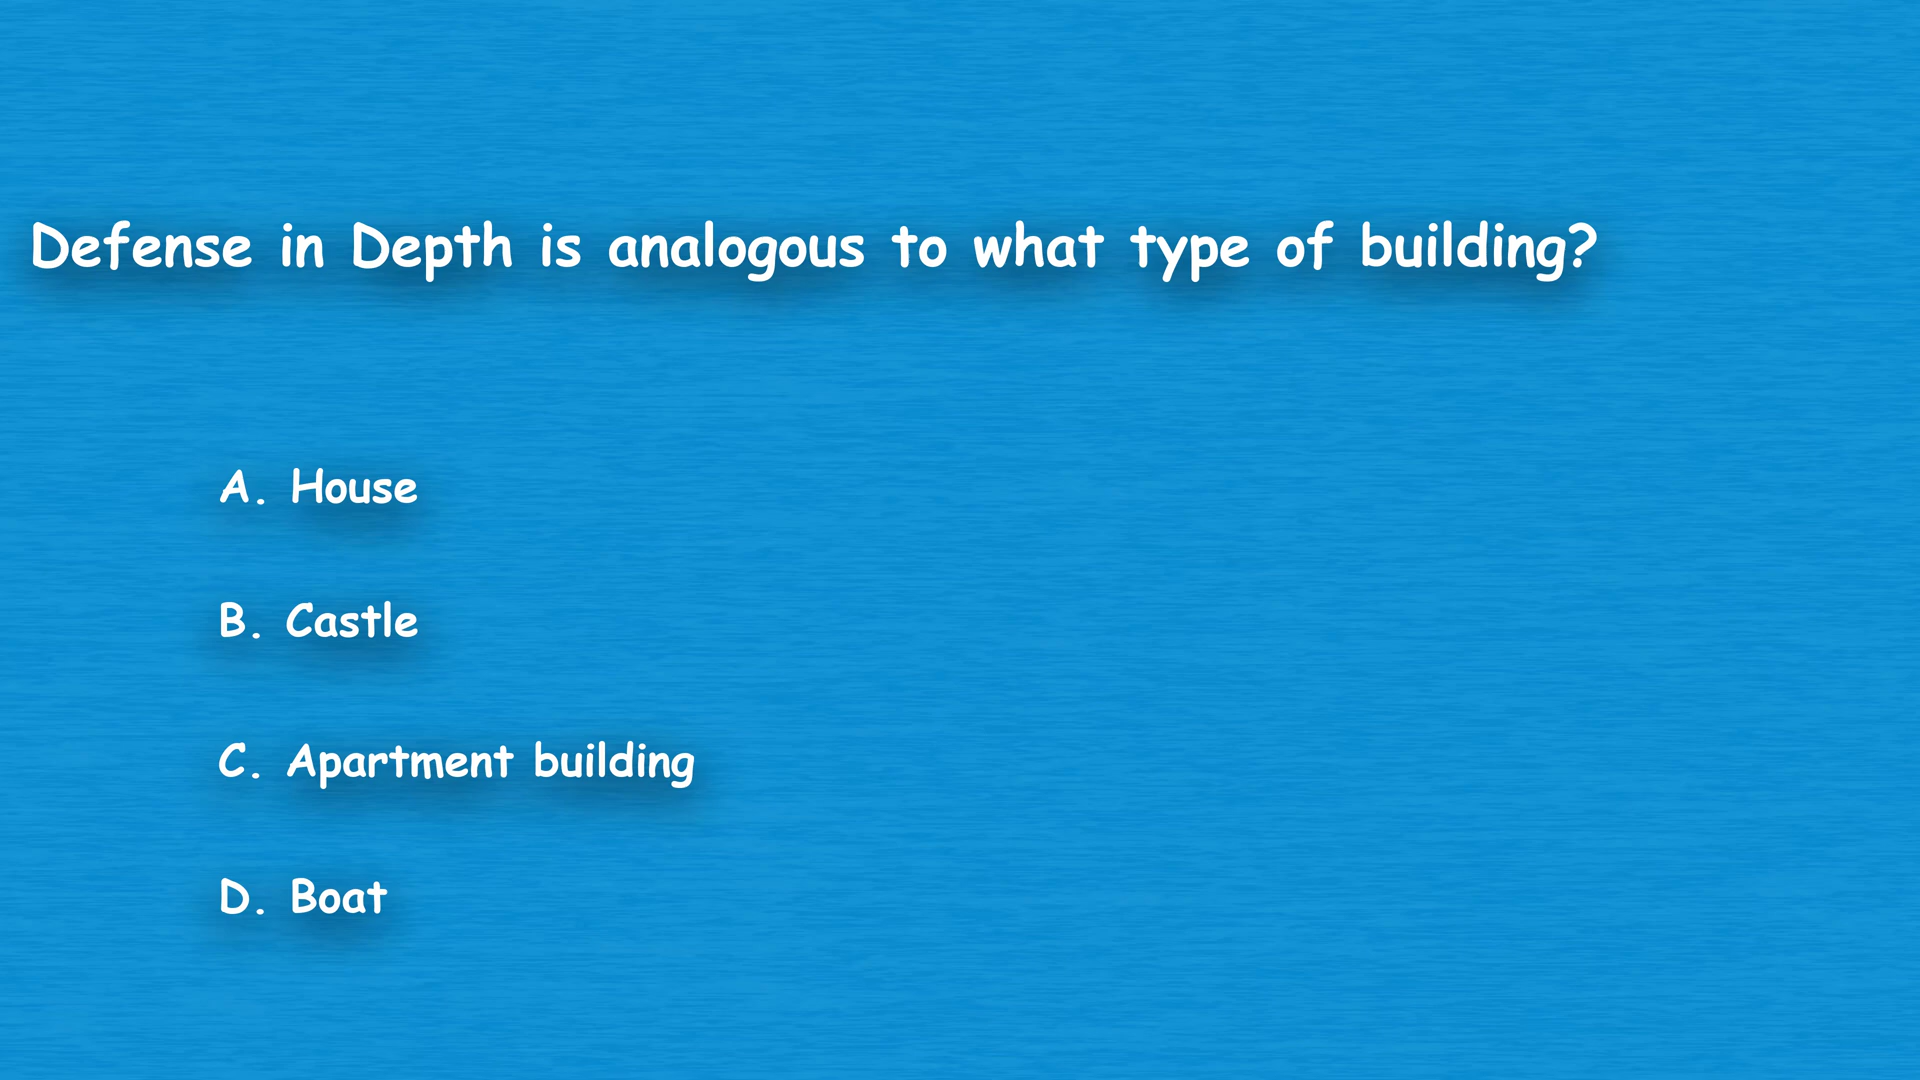 Defense in Depth is analogous to what type of building?
A. House
B. Castle
C. Apartment building
D. Boat